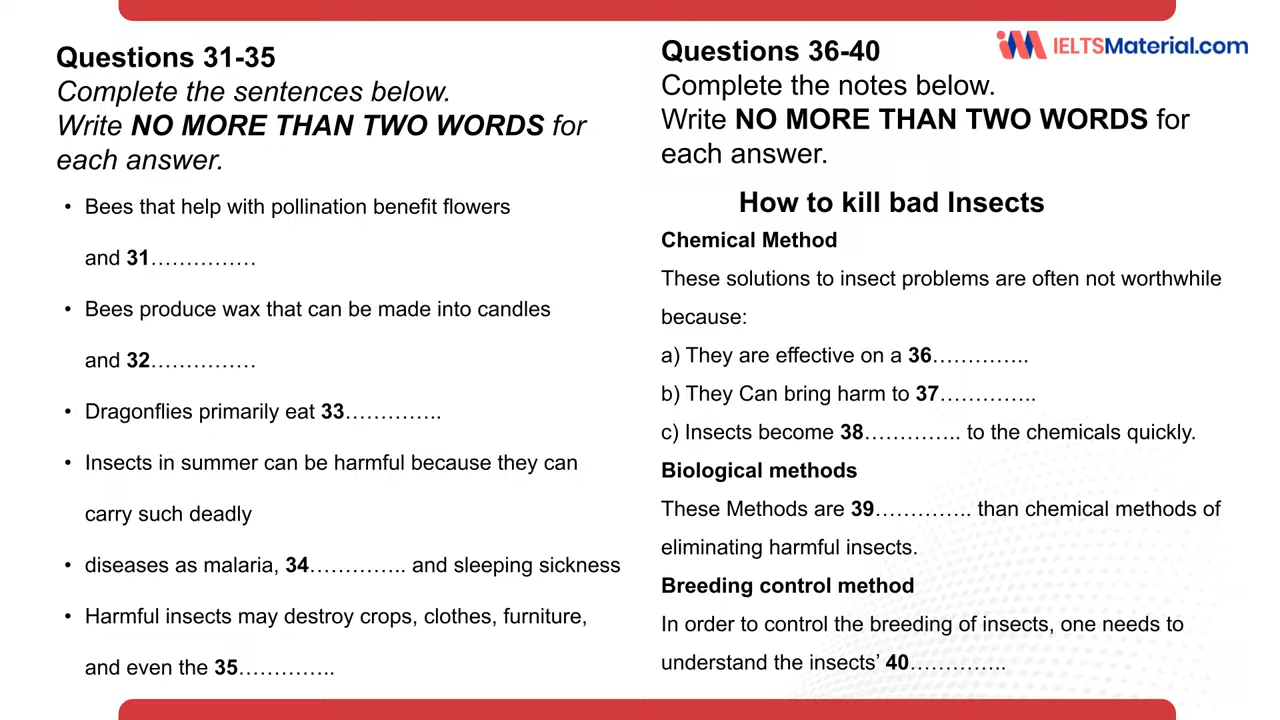 Questions 31-35
Complete the sentences below.
Write NO MORE THAN TWO WORDS for
each answer.
• Bees that help with pollination benefit flowers
and 31……………
• Bees produce wax that can be made into candles
and 32……………
• Dragonflies primarily eat 33…………..
• Insects in summer can be harmful because they can
carry such deadly
• diseases as malaria, 34………….. and sleeping sickness
• Harmful insects may destroy crops, clothes, furniture,
and even the 35…………..
IELTSMaterial.com
Questions 36-40
Complete the notes below.
Write NO MORE THAN TWO WORDS for
each answer.
How to kill bad Insects
Chemical Method
These solutions to insect problems are often not worthwhile
because:
a) They are effective on a 36…………..
b) They Can bring harm to 37…………..
c) Insects become 38………….. to the chemicals quickly.
Biological methods
These Methods are 39………….. than chemical methods of
eliminating harmful insects.
Breeding control method
In order to control the breeding of insects, one needs to
understand the insects’ 40…………..